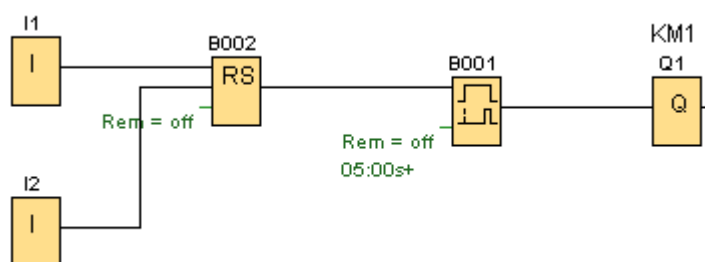 I1
I
B002
RS
Rem = off
I2
I
B001
Rem = off
05:00s+
KM1
Q1
Q